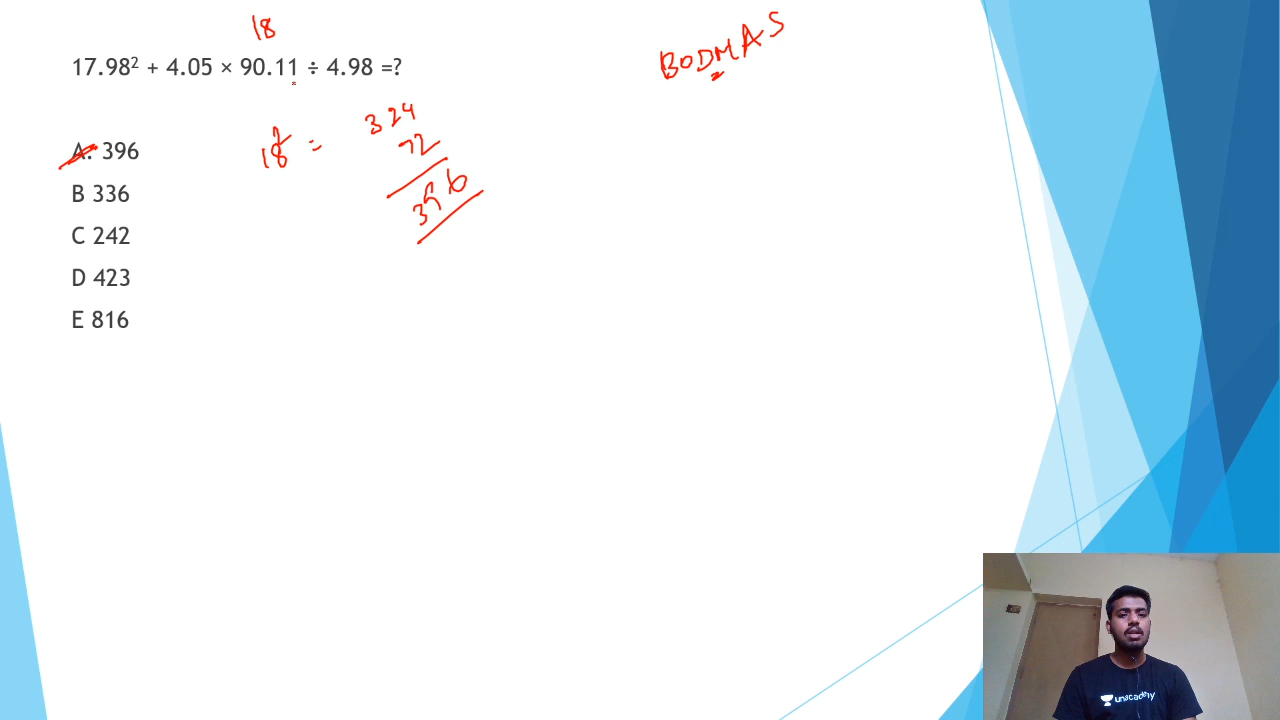 18
BODMAS
17.98² + 4.05 × 90.11 ÷ 4.98 =?
18² =
324
72
396
A. 396
B 336
C 242
D 423
E 816
unacademy